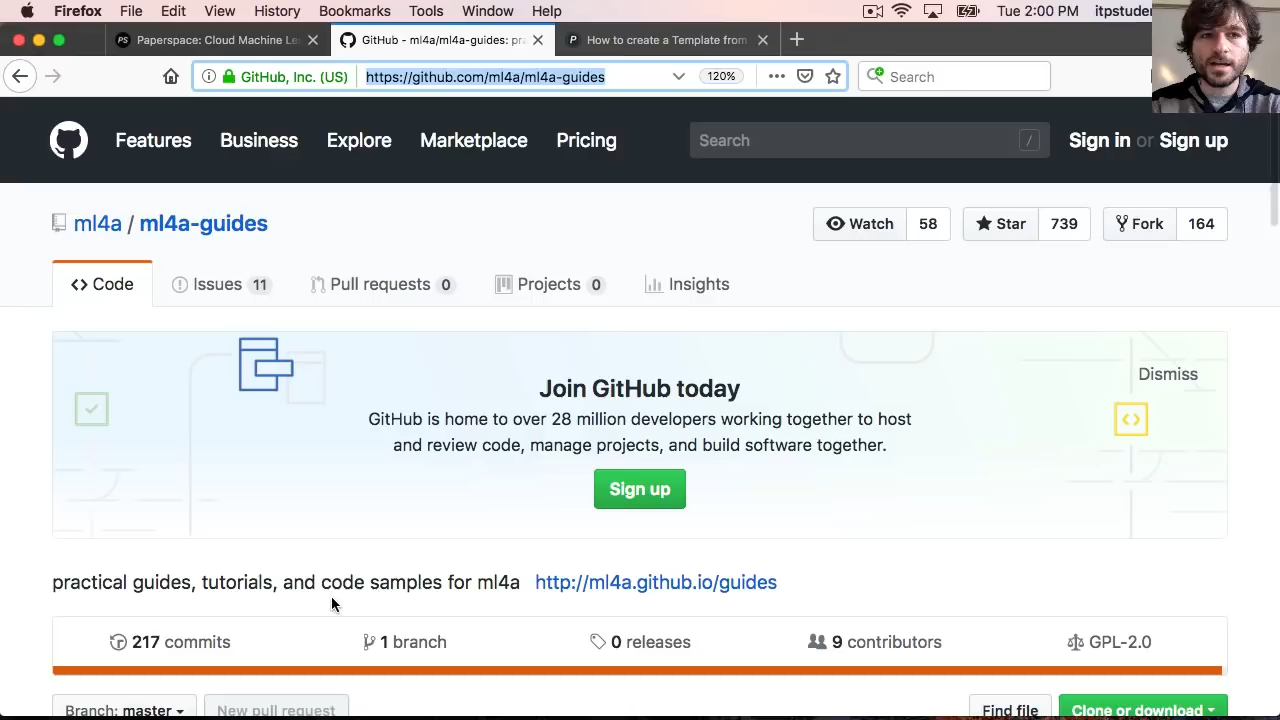 Firefox File Edit View History Bookmarks Tools Window Help Tue 2:00 PM itpstuden
PS Paperspace: Cloud Machine Le GitHub - ml4a/ml4a-guides: pra P How to create a Template from
GitHub, Inc. (US) https://github.com/ml4a/ml4a-guides 120% Search
Features Business Explore Marketplace Pricing Search / Sign in or Sign up
ml4a / ml4a-guides Watch 58 Star 739 Fork 164
Code Issues 11 Pull requests 0 Projects 0 Insights
Join GitHub today
Dismiss
GitHub is home to over 28 million developers working together to host
and review code, manage projects, and build software together.
Sign up
practical guides, tutorials, and code samples for ml4a http://ml4a.github.io/guides
217 commits 1 branch 0 releases 9 contributors GPL-2.0
Branch: master New pull request Find file Clone or download